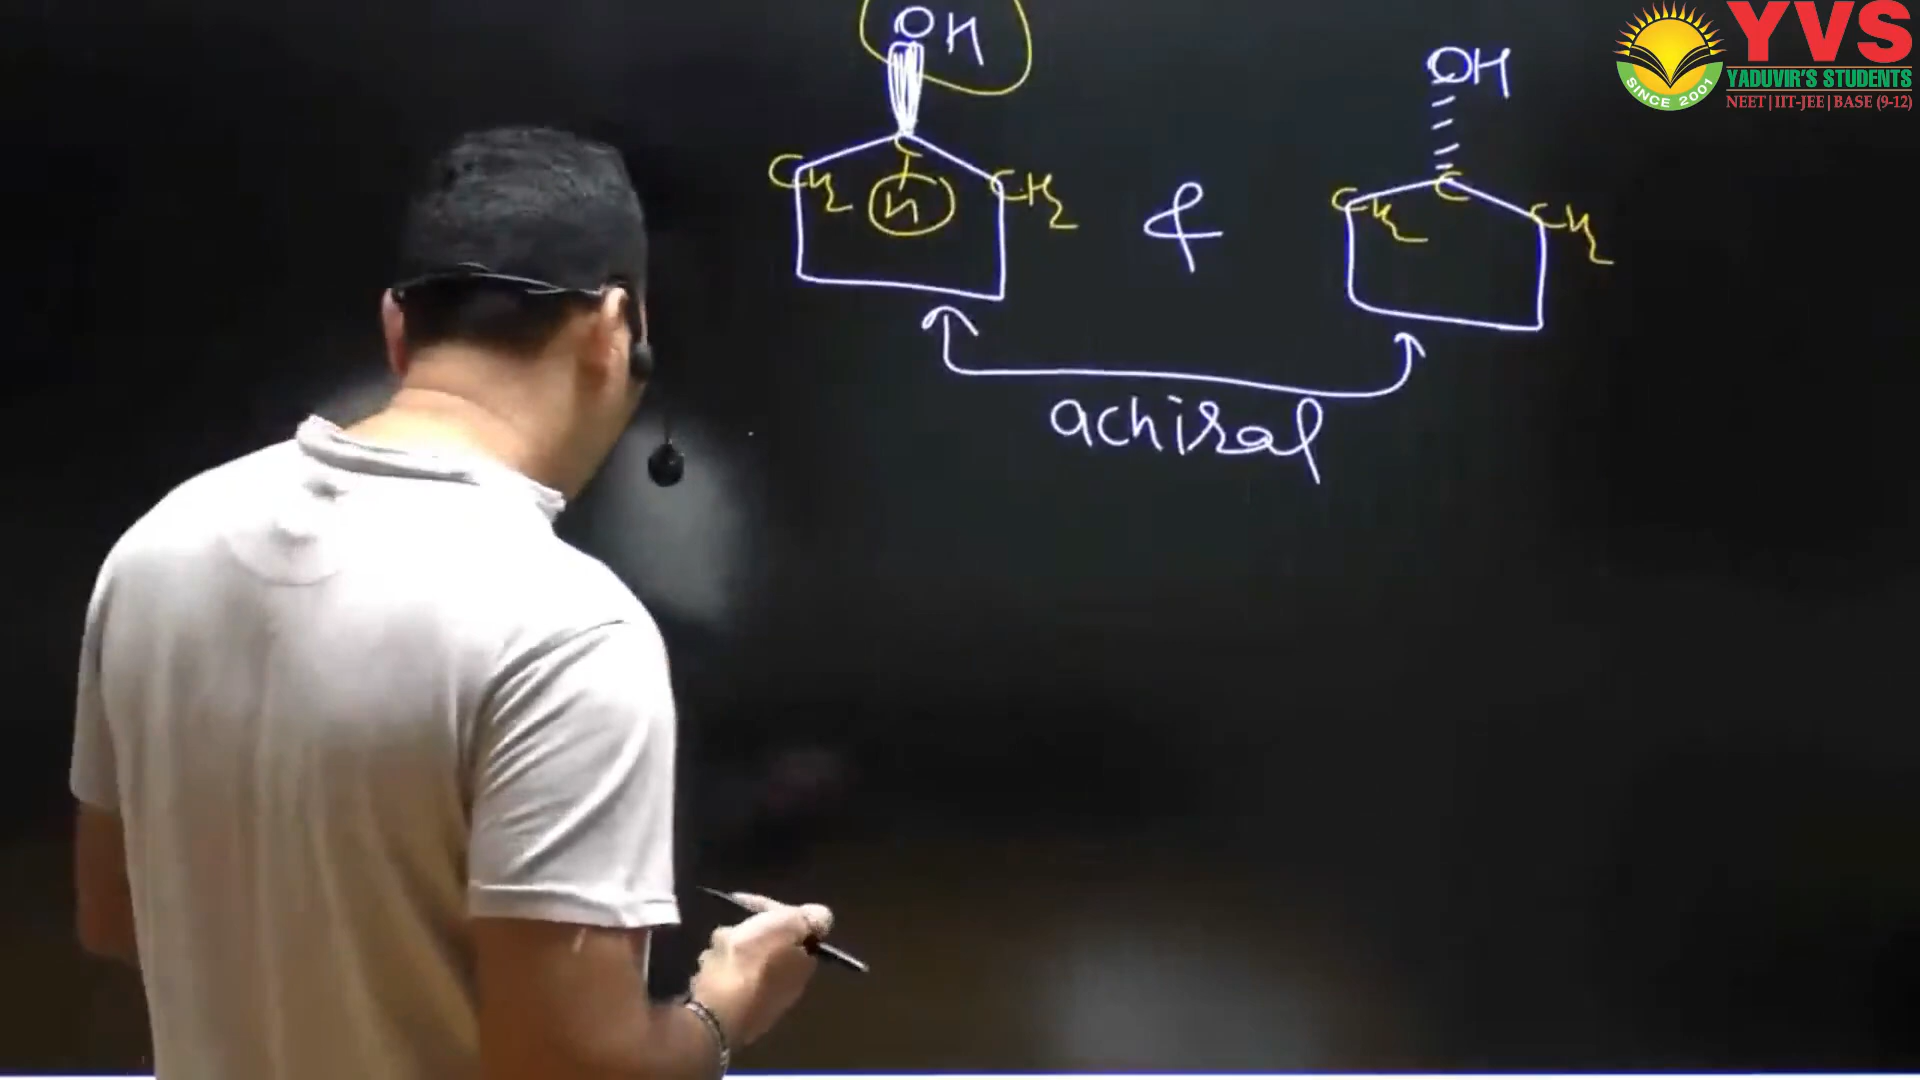 YVS
YADUVIR'S STUDENTS
NEET | IIT-JEE | BASE (9-12)
SINCE 2001
OH
OH
C
CH2
H
CH2
&
C
CH2
CH2
achiral